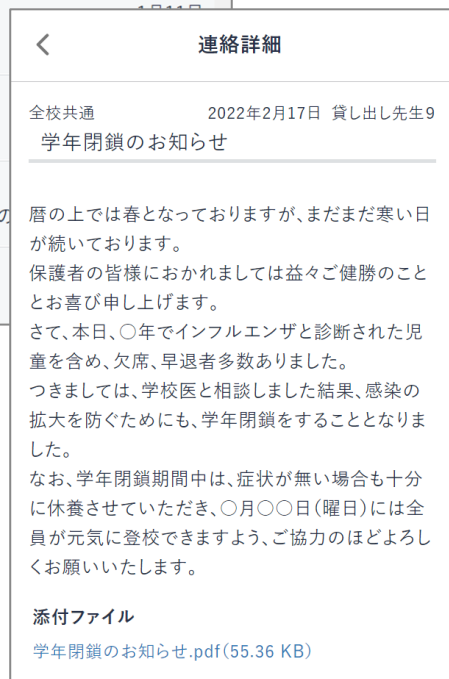 1月11日
連絡詳細
全校共通 2022年2月17日 貸し出し先生9
学年閉鎖のお知らせ
暦の上では春となっておりますが、まだまだ寒い日
が続いております。
保護者の皆様におかれましては益々ご健勝のこと
とお喜び申し上げます。
さて、本日、〇年でインフルエンザと診断された児
童を含め、欠席、早退者多数ありました。
つきましては、学校医と相談しました結果、感染の
拡大を防ぐためにも、学年閉鎖をすることとなりま
した。
なお、学年閉鎖期間中は、症状が無い場合も十分
に休養させていただき、〇月〇〇日(曜日)には全
員が元気に登校できますよう、ご協力のほどよろし
くお願いいたします。
添付ファイル
学年閉鎖のお知らせ.pdf(55.36 KB)